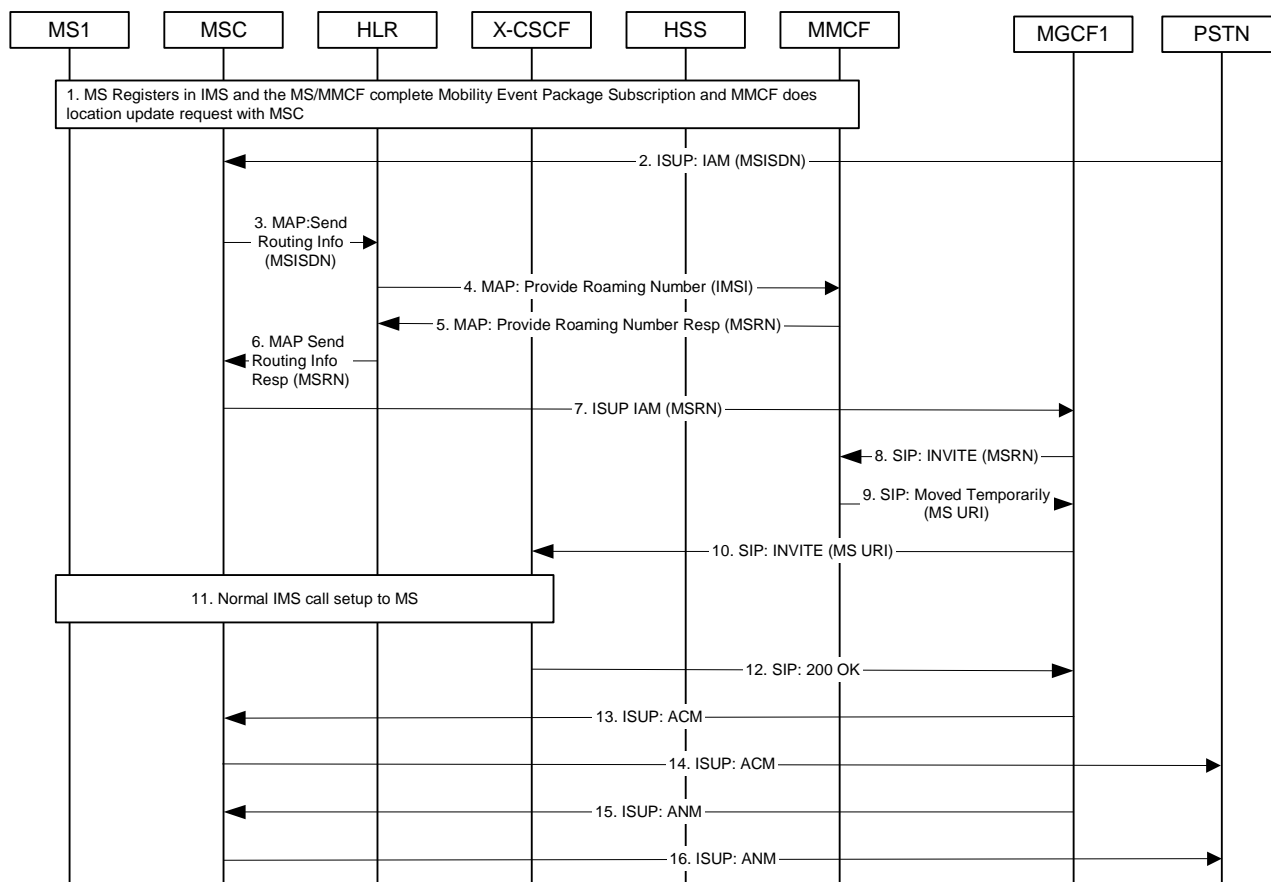 MS1
MSC
HLR
X-CSCF
HSS
MMCF
MGCF1
PSTN
1. MS Registers in IMS and the MS/MMCF complete Mobility Event Package Subscription and MMCF does
location update request with MSC
2. ISUP: IAM (MSISDN)
3. MAP:Send
Routing Info
(MSISDN)
4. MAP: Provide Roaming Number (IMSI)
5. MAP: Provide Roaming Number Resp (MSRN)
6. MAP Send
Routing Info
Resp (MSRN)
7. ISUP IAM (MSRN)
8. SIP: INVITE (MSRN)
9. SIP: Moved Temporarily
(MS URI)
10. SIP: INVITE (MS URI)
11. Normal IMS call setup to MS
12. SIP: 200 OK
13. ISUP: ACM
14. ISUP: ACM
15. ISUP: ANM
16. ISUP: ANM